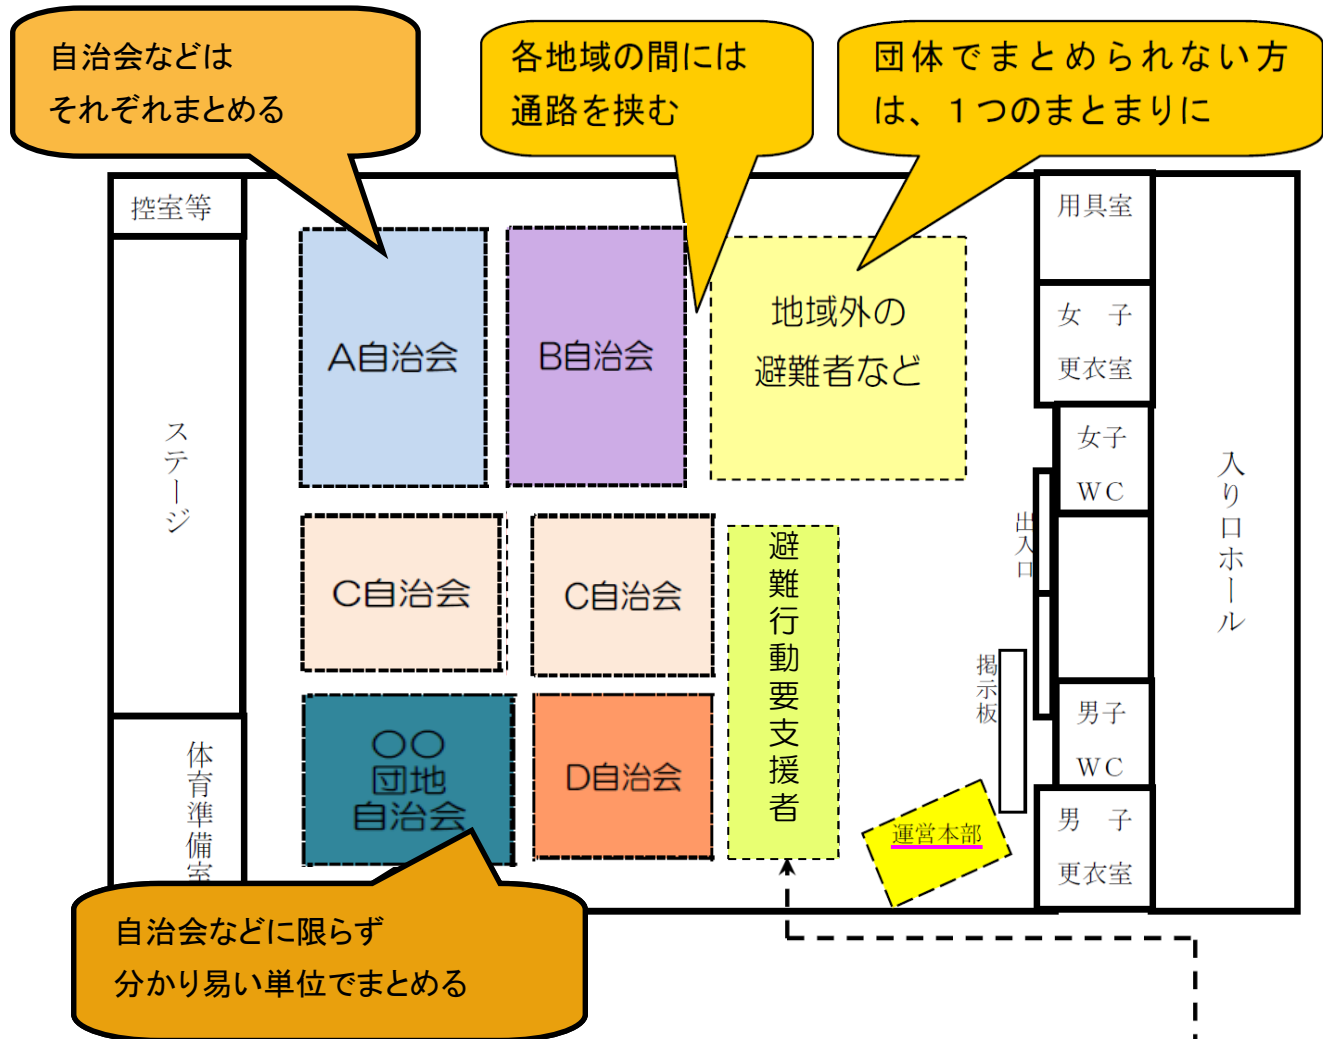 自治会などは
それぞれまとめる
各地域の間には
通路を挟む
団体でまとめられない方
は、１つのまとまりに
控室等
用具室
A自治会
B自治会
地域外の
避難者など
女 子
更衣室
女子
WC
ステージ
出入口
入り口ホール
C自治会
C自治会
避難行動要支援者
掲示板
男子
WC
体育準備室
〇〇
団地
自治会
D自治会
運営本部
男 子
更衣室
自治会などに限らず
分かり易い単位でまとめる